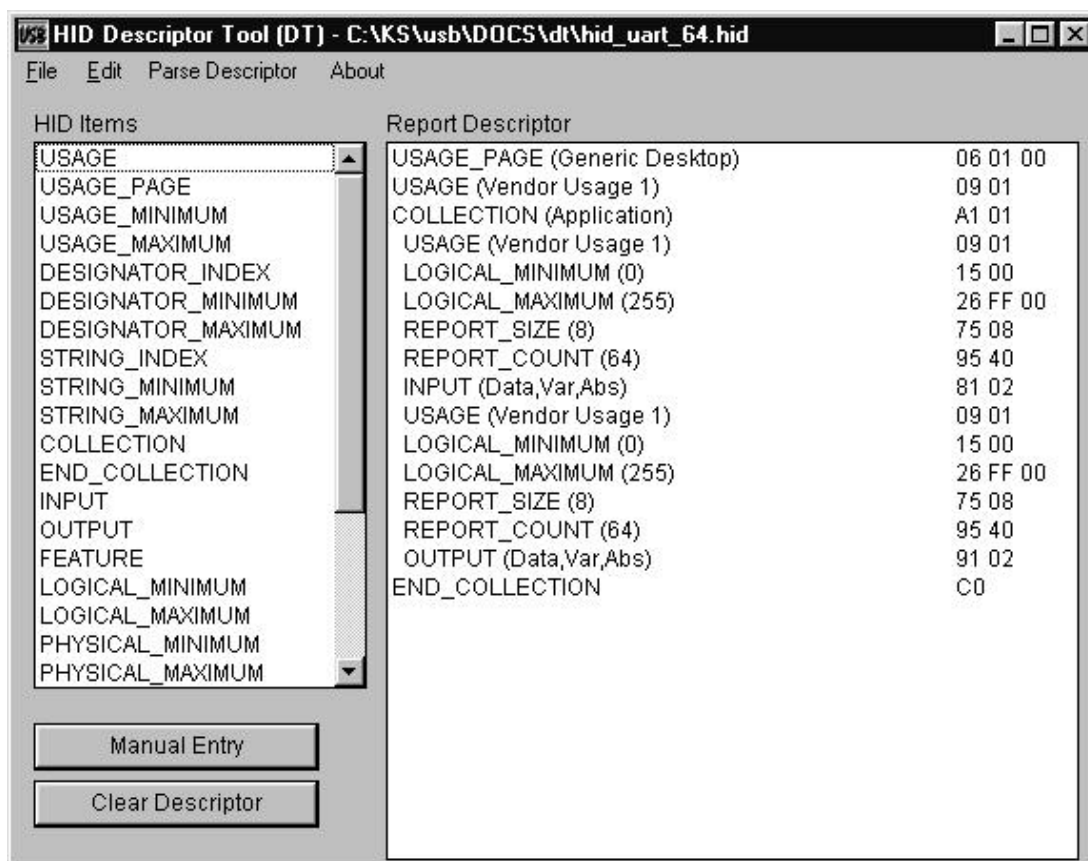 USB HID Descriptor Tool (DT) - C:\KS\usb\DOCS\dt\hid_uart_64.hid
File Edit Parse Descriptor About
HID Items
USAGE
USAGE_PAGE
USAGE_MINIMUM
USAGE_MAXIMUM
DESIGNATOR_INDEX
DESIGNATOR_MINIMUM
DESIGNATOR_MAXIMUM
STRING_INDEX
STRING_MINIMUM
STRING_MAXIMUM
COLLECTION
END_COLLECTION
INPUT
OUTPUT
FEATURE
LOGICAL_MINIMUM
LOGICAL_MAXIMUM
PHYSICAL_MINIMUM
PHYSICAL_MAXIMUM
Manual Entry
Clear Descriptor
Report Descriptor
USAGE_PAGE (Generic Desktop) 06 01 00
USAGE (Vendor Usage 1) 09 01
COLLECTION (Application) A1 01
USAGE (Vendor Usage 1) 09 01
LOGICAL_MINIMUM (0) 15 00
LOGICAL_MAXIMUM (255) 26 FF 00
REPORT_SIZE (8) 75 08
REPORT_COUNT (64) 95 40
INPUT (Data,Var,Abs) 81 02
USAGE (Vendor Usage 1) 09 01
LOGICAL_MINIMUM (0) 15 00
LOGICAL_MAXIMUM (255) 26 FF 00
REPORT_SIZE (8) 75 08
REPORT_COUNT (64) 95 40
OUTPUT (Data,Var,Abs) 91 02
END_COLLECTION C0